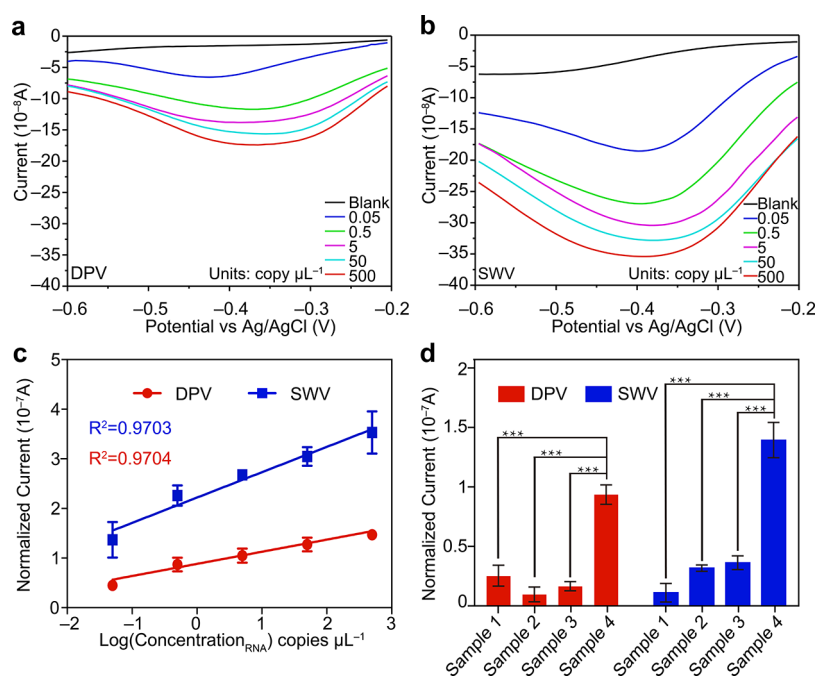 a
0
−5
−10
−15
−20
−25
−30
−35
−40
Current (10⁻⁸A)
Blank
0.05
0.5
5
50
500
DPV
Units: copy µL⁻¹
−0.6
−0.5
−0.4
−0.3
−0.2
Potential vs Ag/AgCl (V)
b
0
−5
−10
−15
−20
−25
−30
−35
−40
Current (10⁻⁸A)
Blank
0.05
0.5
5
50
500
SWV
Units: copy µL⁻¹
−0.6
−0.5
−0.4
−0.3
−0.2
Potential vs Ag/AgCl (V)
c
5
4
3
2
1
0
Normalized Current (10⁻⁷A)
DPV
SWV
R²=0.9703
R²=0.9704
−2
−1
0
1
2
3
Log(Concentration_RNA) copies µL⁻¹
d
2
1.5
1
0.5
0
Normalized Current (10⁻⁷A)
DPV
SWV
***
***
***
***
***
***
Sample 1
Sample 2
Sample 3
Sample 4
Sample 1
Sample 2
Sample 3
Sample 4